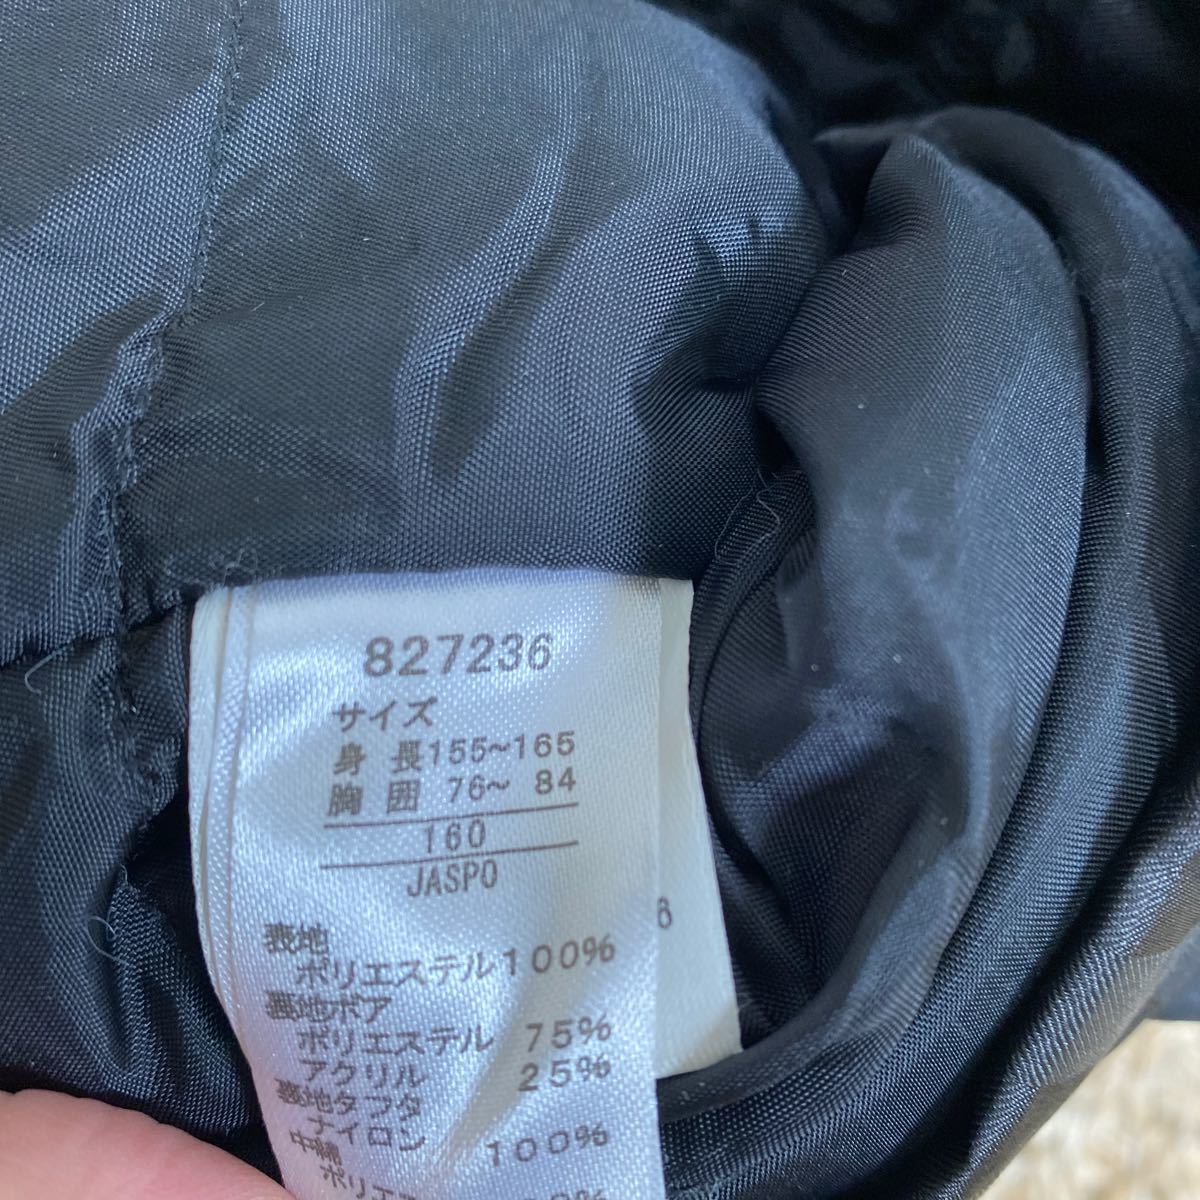 827236
サイズ
身 長155~165
胸 囲 76~ 84
160
JASPO
6
表地
ポリエステル100%
裏地ボア
ポリエステル 75%
アクリル 25%
裏地タフタ
ナイロン 100%
中綿